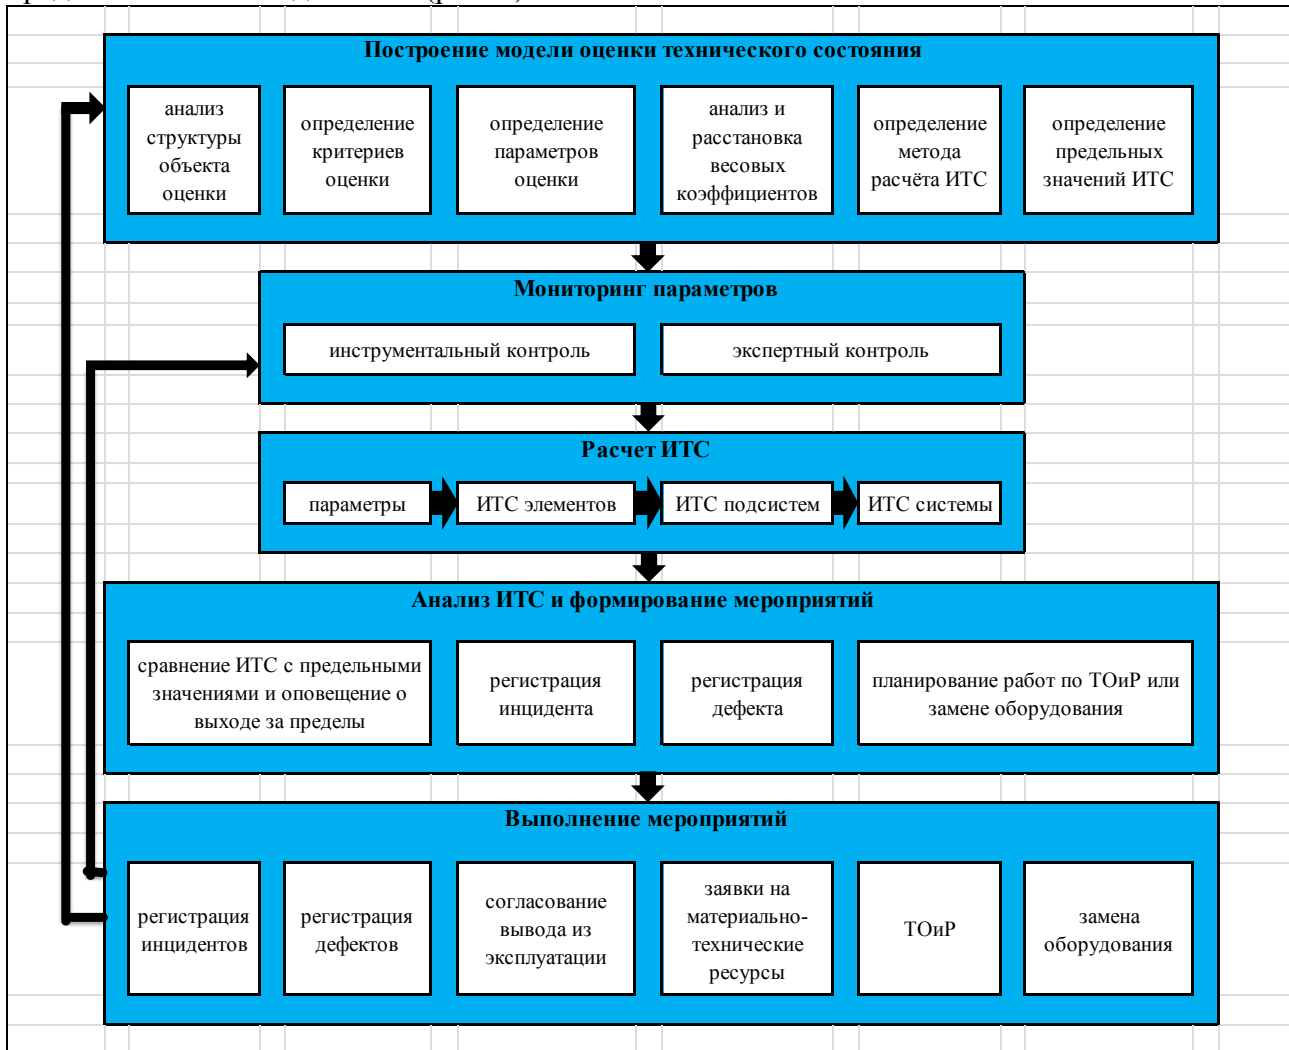 Построение модели оценки технического состояния
анализ
структуры
объекта
оценки
определение
критериев
оценки
определение
параметров
оценки
анализ и
расстановка
весовых
коэффициентов
определение
метода
расчёта ИТС
определение
предельных
значений ИТС
Мониторинг параметров
инструментальный контроль
экспертный контроль
Расчет ИТС
параметры
ИТС элементов
ИТС подсистем
ИТС системы
Анализ ИТС и формирование мероприятий
сравнение ИТС с предельными
значениями и оповещение о
выходе за пределы
регистрация
инцидента
регистрация
дефекта
планирование работ по ТОиР или
замене оборудования
Выполнение мероприятий
регистрация
инцидентов
регистрация
дефектов
согласование
вывода из
эксплуатации
заявки на
материально-
технические
ресурсы
ТОиР
замена
оборудования